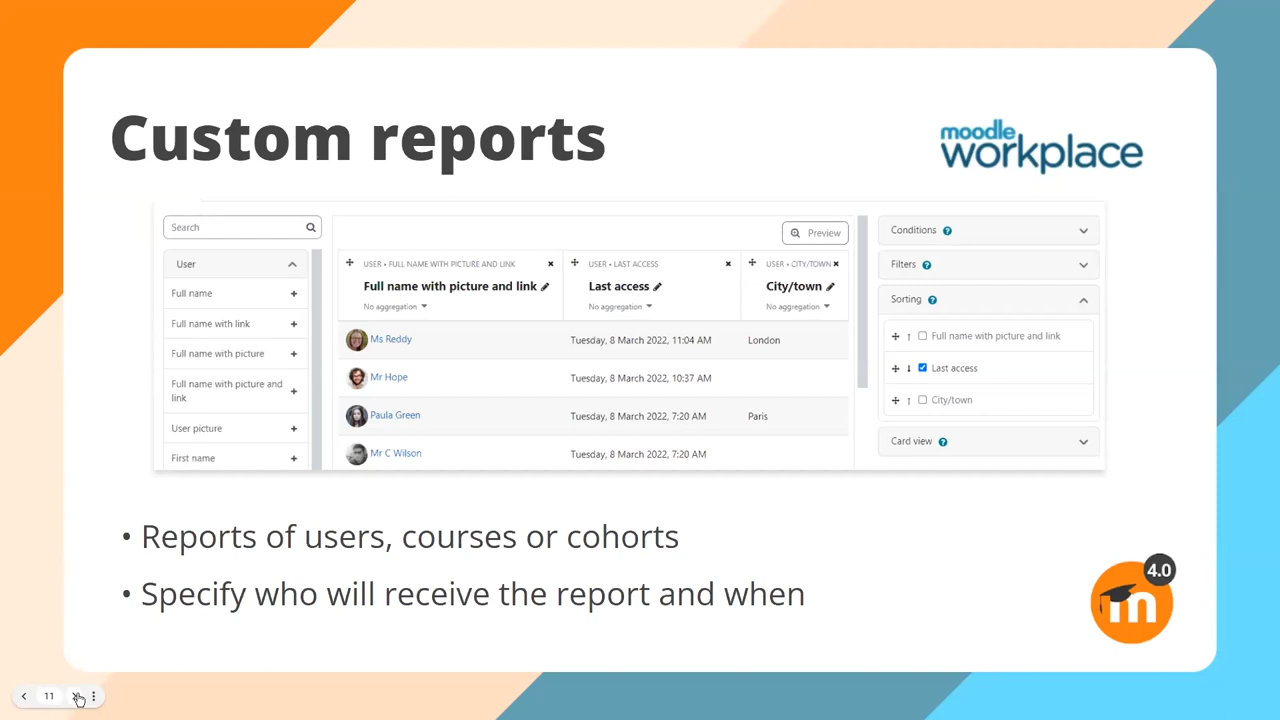 Custom reports
moodle
workplace
Search
User
Full name
Full name with link
Full name with picture
Full name with picture and
link
User picture
First name
Preview
USER • FULL NAME WITH PICTURE AND LINK
USER • LAST ACCESS
USER • CITY/TOWN
Full name with picture and link
Last access
City/town
No aggregation
No aggregation
No aggregation
Ms Reddy
Tuesday, 8 March 2022, 11:04 AM
London
Mr Hope
Tuesday, 8 March 2022, 10:37 AM
Paula Green
Tuesday, 8 March 2022, 7:20 AM
Paris
Mr C Wilson
Tuesday, 8 March 2022, 7:20 AM
Conditions
Filters
Sorting
Full name with picture and link
Last access
City/town
Card view
• Reports of users, courses or cohorts
• Specify who will receive the report and when
4.0
m
11